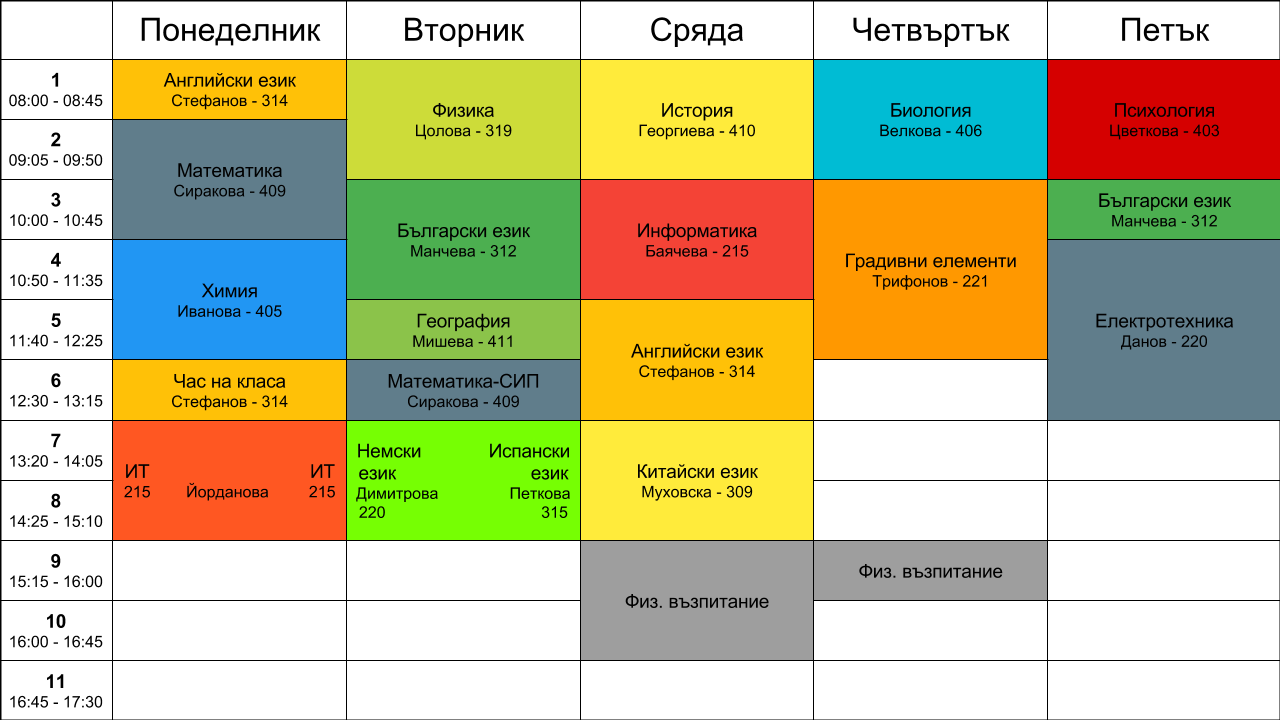 Понеделник Вторник Сряда Четвъртък Петък
1
08:00 - 08:45
Английски език
Стефанов - 314
Физика
Цолова - 319
История
Георгиева - 410
Биология
Велкова - 406
Психология
Цветкова - 403
2
09:05 - 09:50
Математика
Сиракова - 409
3
10:00 - 10:45
Български език
Манчева - 312
Информатика
Баячева - 215
Градивни елементи
Трифонов - 221
Български език
Манчева - 312
4
10:50 - 11:35
Химия
Иванова - 405
Електротехника
Данов - 220
5
11:40 - 12:25
География
Мишева - 411
Английски език
Стефанов - 314
6
12:30 - 13:15
Час на класа
Стефанов - 314
Математика-СИП
Сиракова - 409
7
13:20 - 14:05
ИТ ИТ
215 Йорданова 215
Немски Испански
език език
Димитрова Петкова
220 315
Китайски език
Муховска - 309
8
14:25 - 15:10
9
15:15 - 16:00
Физ. възпитание
Физ. възпитание
10
16:00 - 16:45
11
16:45 - 17:30